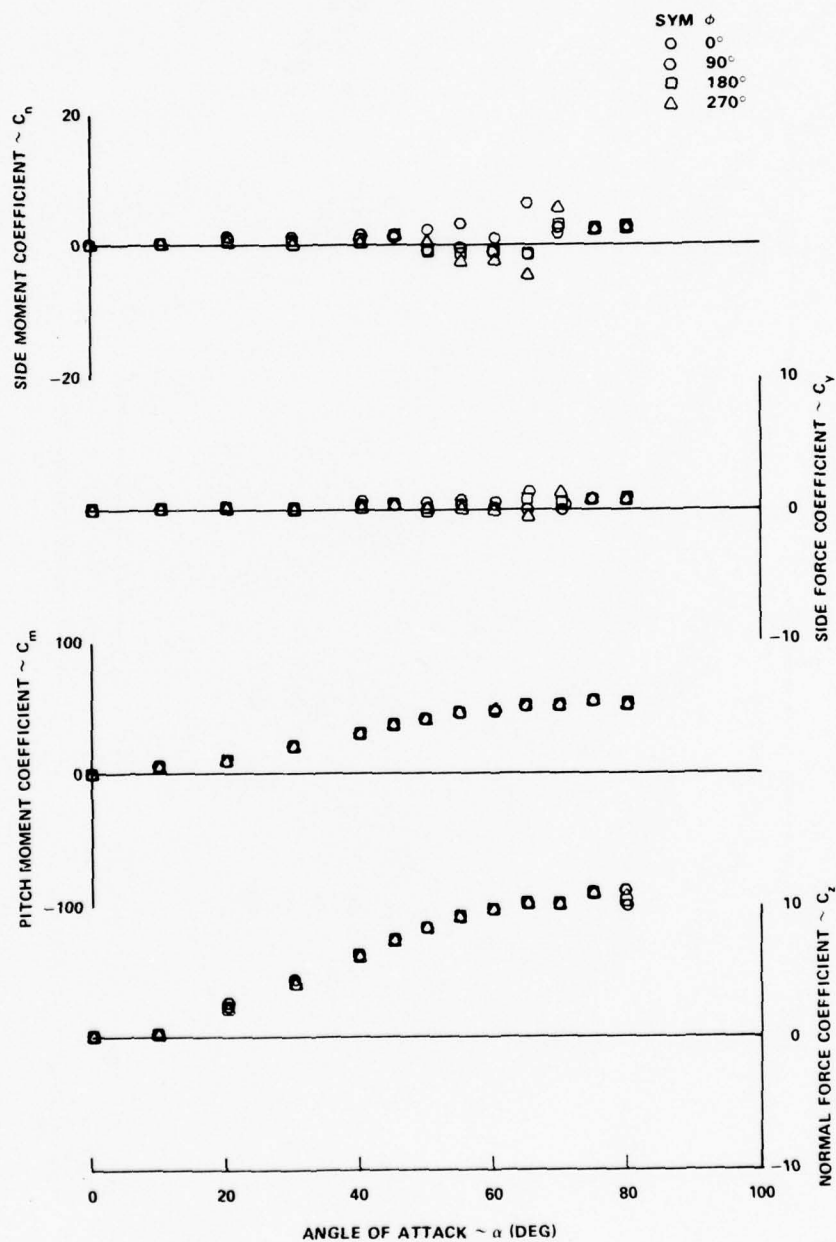 SYM ϕ
0°
90°
180°
270°
SIDE MOMENT COEFFICIENT ~ Cn
20
0
-20
10
0
-10
SIDE FORCE COEFFICIENT ~ Cy
PITCH MOMENT COEFFICIENT ~ Cm
100
0
-100
10
0
-10
NORMAL FORCE COEFFICIENT ~ Cz
0 20 40 60 80 100
ANGLE OF ATTACK ~ α (DEG)